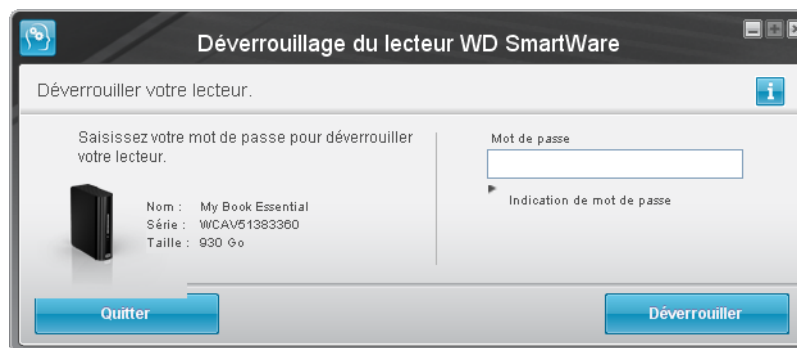 Déverrouillage du lecteur WD SmartWare
Déverrouiller votre lecteur.
Saisissez votre mot de passe pour déverrouiller
votre lecteur.
Nom : My Book Essential
Série : WCAV51383360
Taille : 930 Go
Mot de passe
Indication de mot de passe
Quitter
Déverrouiller